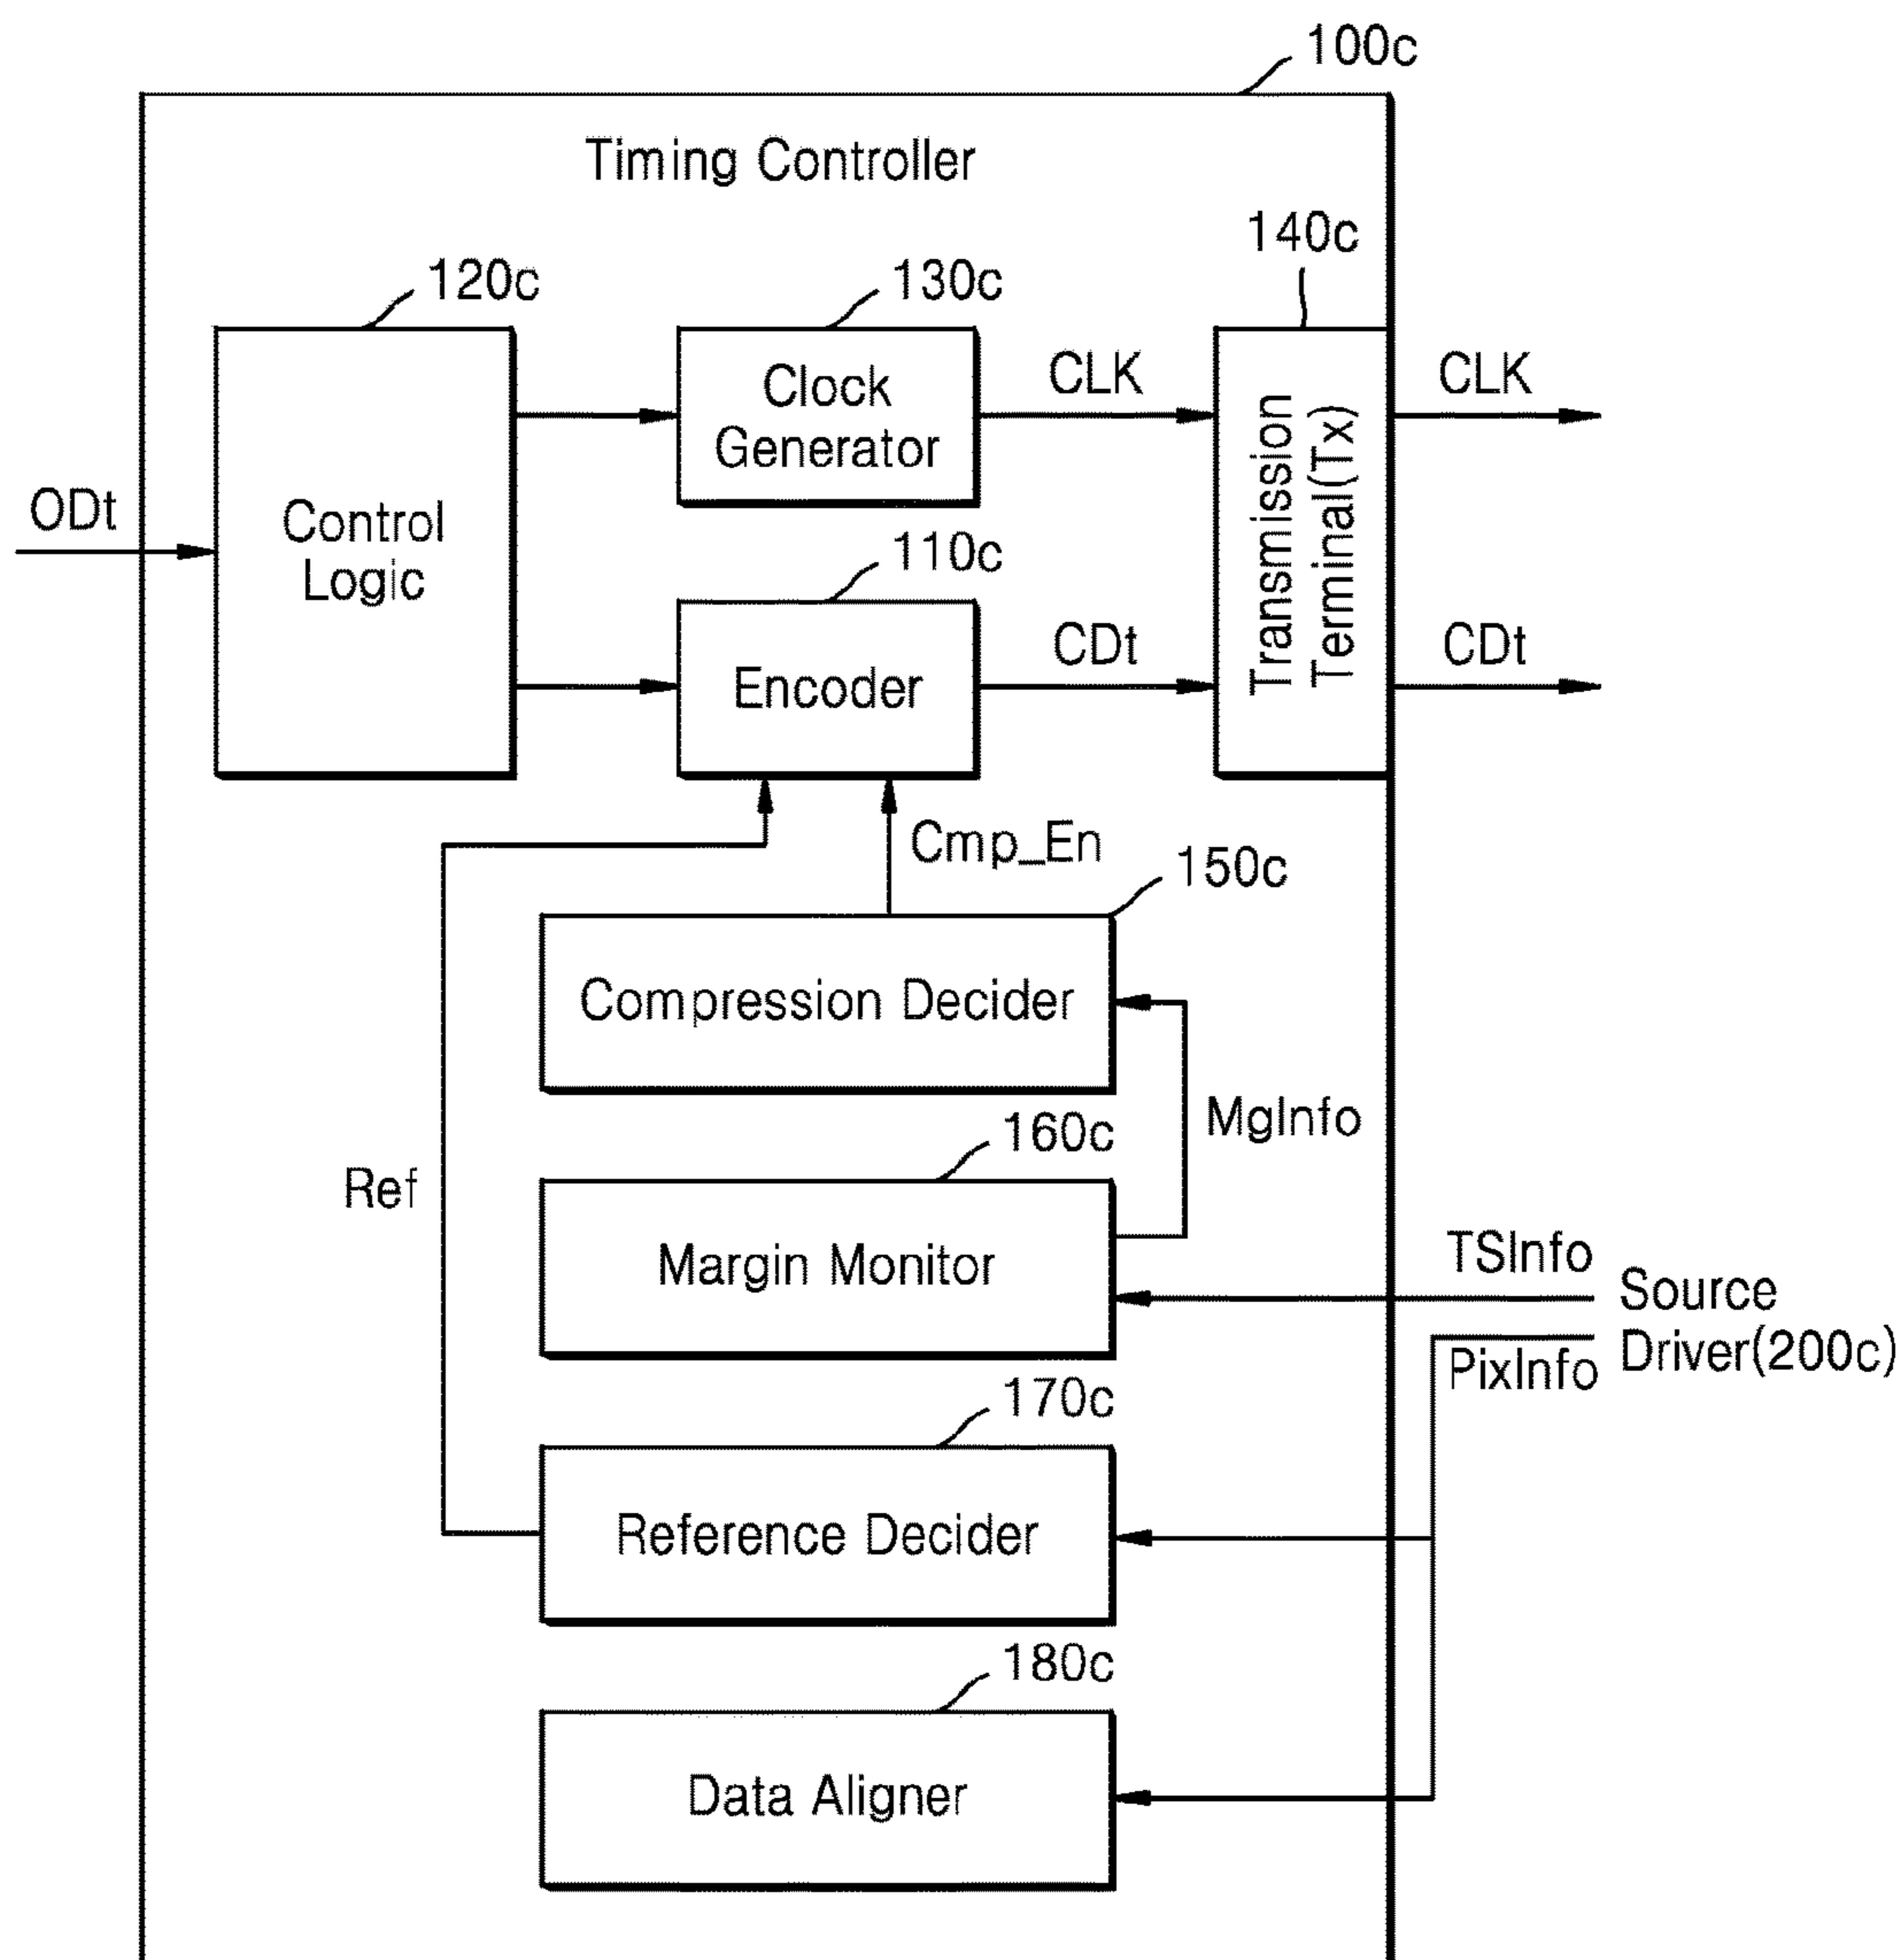 100c
Timing Controller
140c
120c
130c
Clock
Generator
CLK
CLK
Transmission
Terminal(Tx)
ODt
Control
Logic
110c
Encoder
CDt
CDt
Cmp_En
150c
Compression Decider
MgInfo
160c
Ref
Margin Monitor
TSInfo
Source
Driver(200c)
PixInfo
170c
Reference Decider
180c
Data Aligner